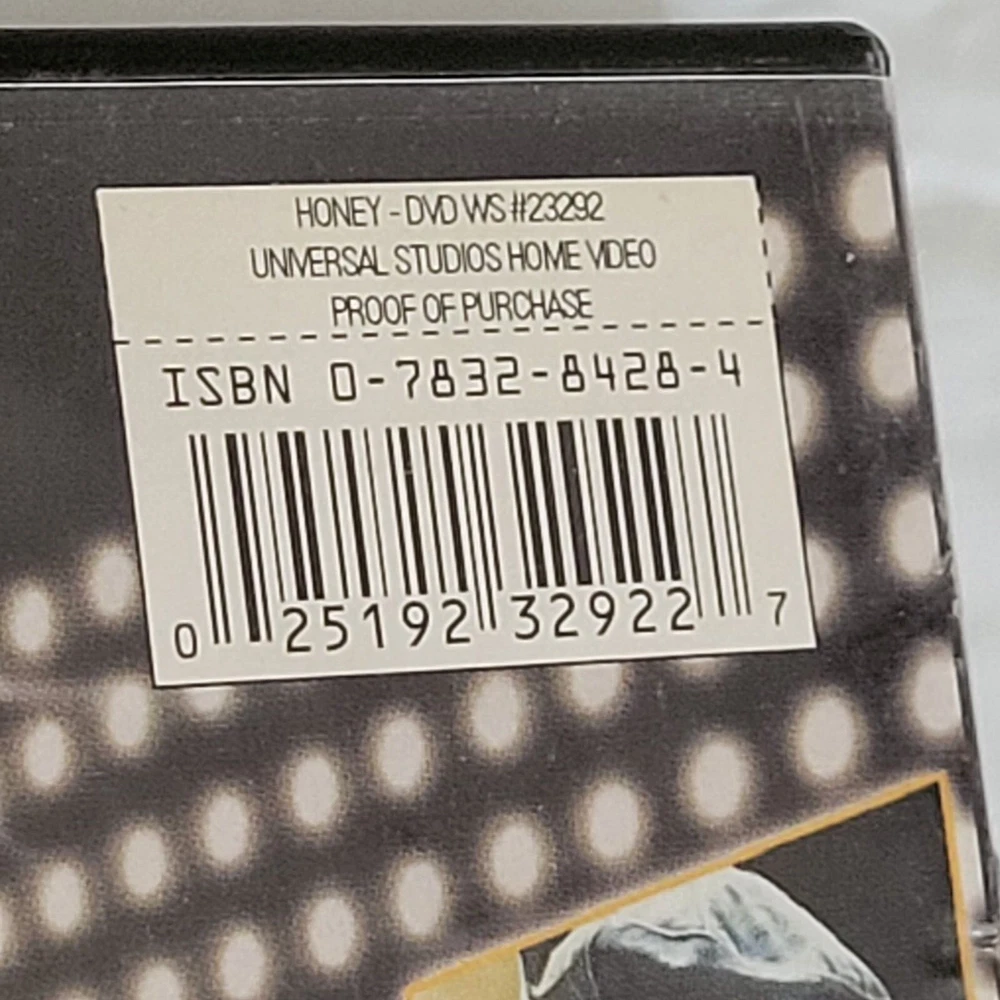 HONEY - DVD WS #23292
UNIVERSAL STUDIOS HOME VIDEO
PROOF OF PURCHASE
ISBN 0-7832-8428-4
0 25192 32922 7